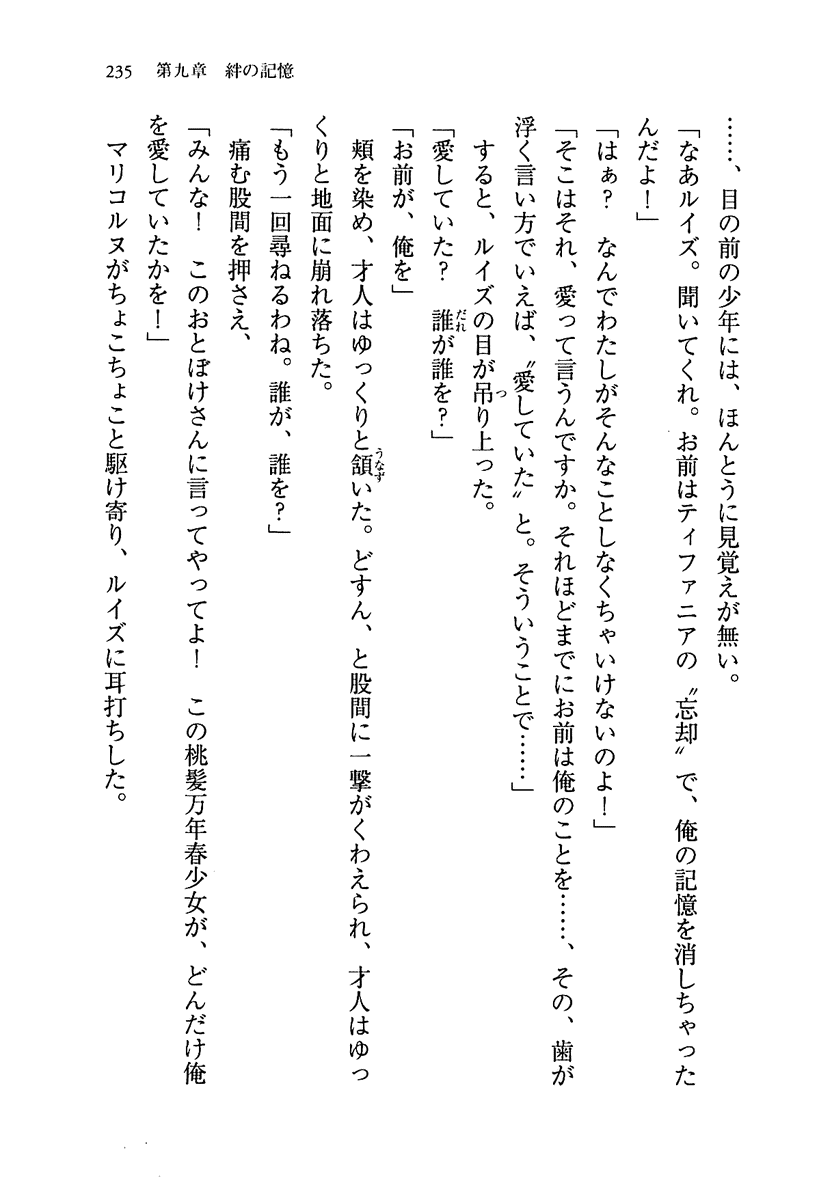 235　第九章　絆の記憶
……、目の前の少年には、ほんとうに見覚えが無い。
「なあルイズ。聞いてくれ。お前はティファニアの〝忘却〟で、俺の記憶を消しちゃった
んだよ！」
「はぁ？　なんでわたしがそんなことしなくちゃいけないのよ！」
「そこはそれ、愛って言うんですか。それほどまでにお前は俺のことを……、その、歯が
浮く言い方でいえば、〝愛していた〟と。そういうことで……」
　すると、ルイズの目が吊り上った。
「愛していた？　誰が誰を？」
「お前が、俺を」
　頬を染め、才人はゆっくりと頷いた。どすん、と股間に一撃がくわえられ、才人はゆっ
くりと地面に崩れ落ちた。
「もう一回尋ねるわね。誰が、誰を？」
　痛む股間を押さえ、
「みんな！　このおとぼけさんに言ってやってよ！　この桃髪万年春少女が、どんだけ俺
を愛していたかを！」
　マリコルヌがちょこちょこと駆け寄り、ルイズに耳打ちした。